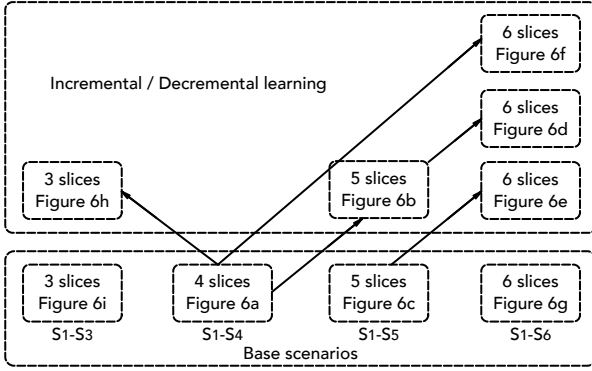 6 slices
Figure 6f
Incremental / Decremental learning
6 slices
Figure 6d
3 slices
Figure 6h
5 slices
Figure 6b
6 slices
Figure 6e
3 slices
Figure 6i
4 slices
Figure 6a
5 slices
Figure 6c
6 slices
Figure 6g
S1-S3
S1-S4
S1-S5
S1-S6
Base scenarios